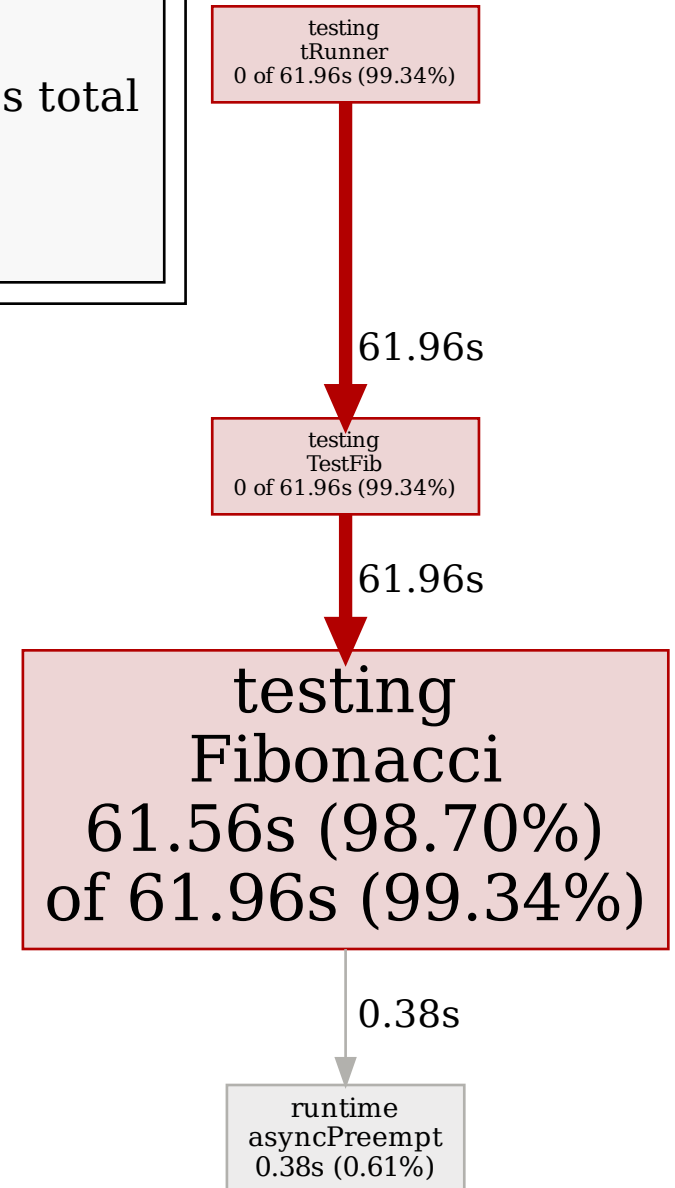 testing
tRunner
0 of 61.96s (99.34%)
s total
61.96s
testing
TestFib
0 of 61.96s (99.34%)
61.96s
testing
Fibonacci
61.56s (98.70%)
of 61.96s (99.34%)
0.38s
runtime
asyncPreempt
0.38s (0.61%)